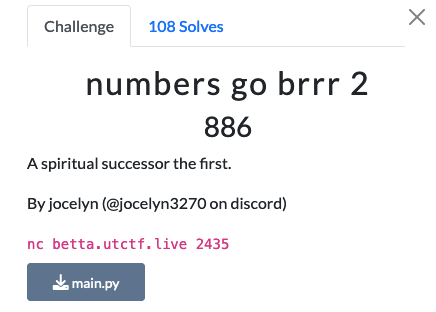 Challenge
108 Solves
numbers go brrr 2
886
A spiritual successor the first.
By jocelyn (@jocelyn3270 on discord)
nc betta.utctf.live 2435
main.py